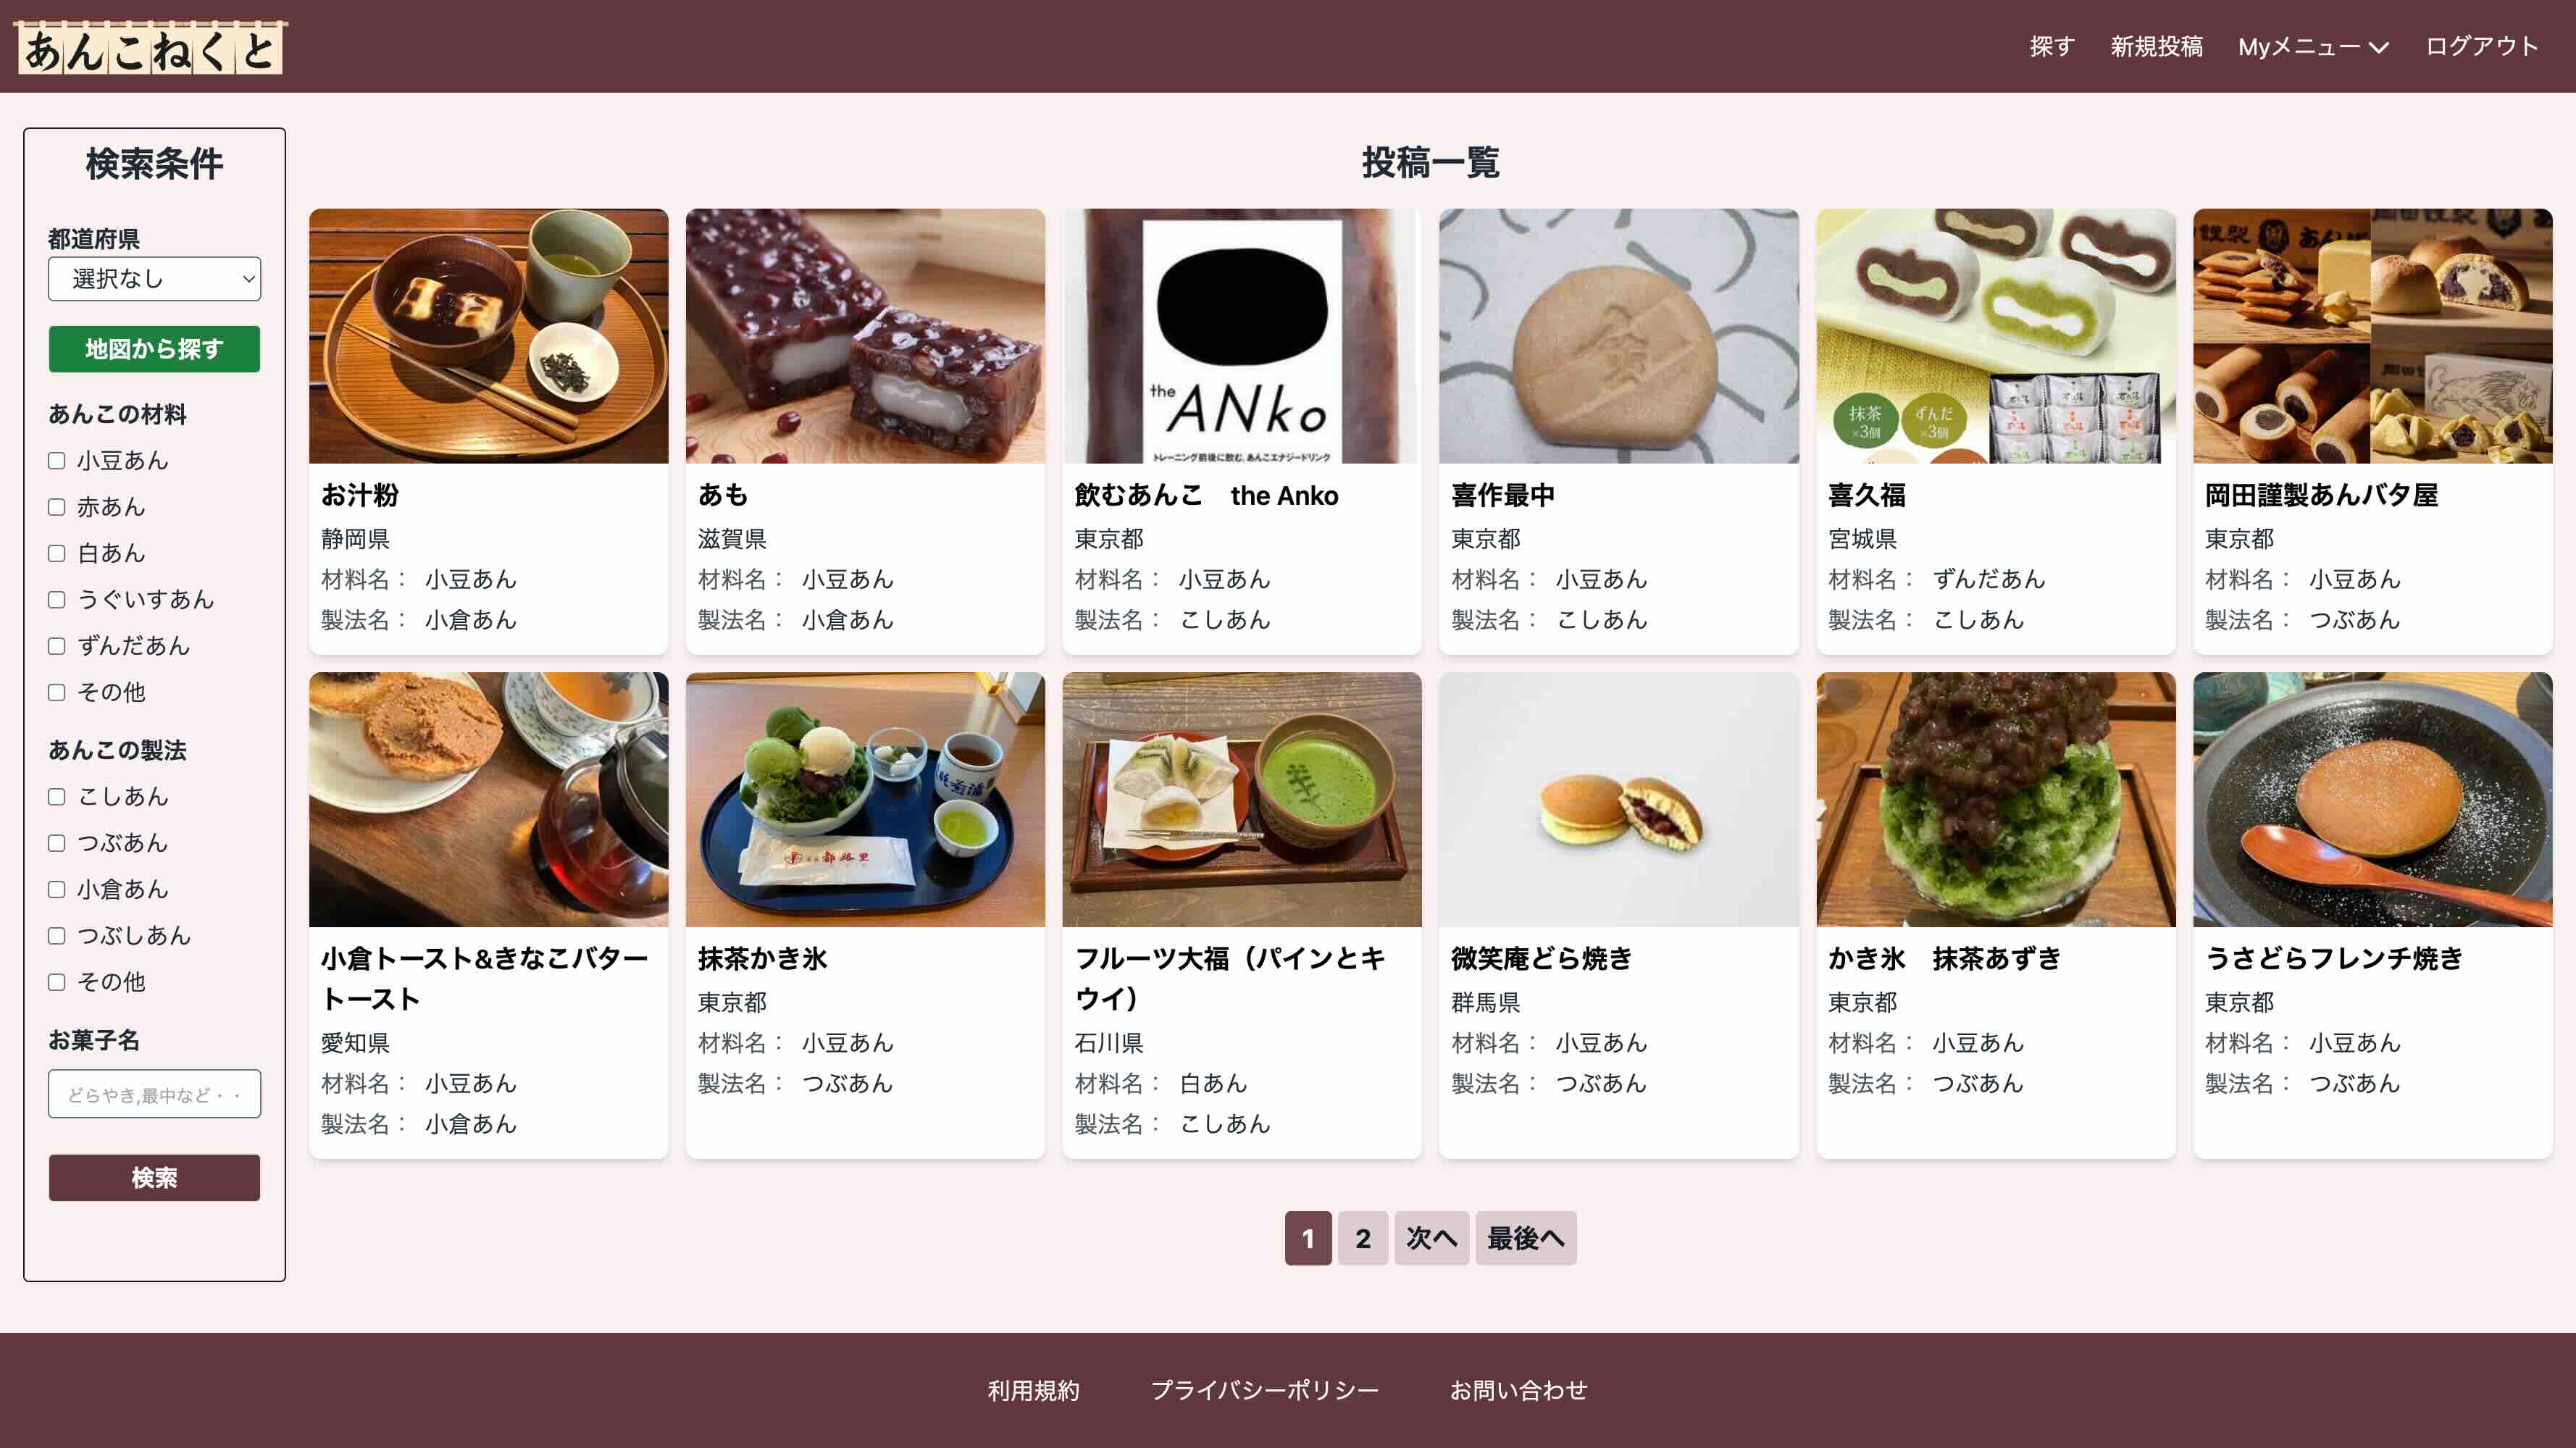 あんこねくと
探す 新規投稿 Myメニュー ログアウト
検索条件
都道府県
選択なし
地図から探す
あんこの材料
小豆あん
赤あん
白あん
うぐいすあん
ずんだあん
その他
あんこの製法
こしあん
つぶあん
小倉あん
つぶしあん
その他
お菓子名
どらやき,最中など・・
検索
投稿一覧
お汁粉
静岡県
材料名： 小豆あん
製法名： 小倉あん
あも
滋賀県
材料名： 小豆あん
製法名： 小倉あん
the
ANko
トレーニング前後に飲む、あんこエナジードリンク
飲むあんこ　the Anko
東京都
材料名： 小豆あん
製法名： こしあん
喜作最中
東京都
材料名： 小豆あん
製法名： こしあん
抹茶
×3個
ずんだ
×3個
喜久福
宮城県
材料名： ずんだあん
製法名： こしあん
岡田謹製あんバタ屋
東京都
材料名： 小豆あん
製法名： つぶあん
小倉トースト&きなこバター
トースト
愛知県
材料名： 小豆あん
製法名： 小倉あん
都路里
抹茶かき氷
東京都
材料名： 小豆あん
製法名： つぶあん
フルーツ大福（パインとキ
ウイ）
石川県
材料名： 白あん
製法名： こしあん
微笑庵どら焼き
群馬県
材料名： 小豆あん
製法名： つぶあん
かき氷　抹茶あずき
東京都
材料名： 小豆あん
製法名： つぶあん
うさどらフレンチ焼き
東京都
材料名： 小豆あん
製法名： つぶあん
1 2 次へ 最後へ
利用規約 プライバシーポリシー お問い合わせ